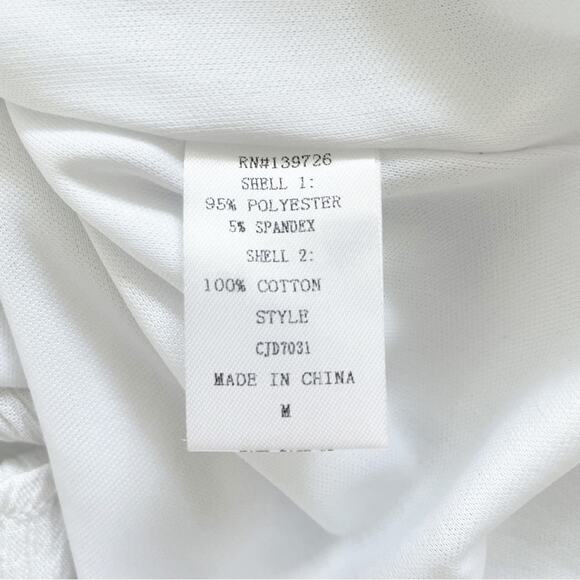 RN#139726
SHELL 1:
95% POLYESTER
5% SPANDEX
SHELL 2:
100% COTTON
STYLE
CJD7031
MADE IN CHINA
M